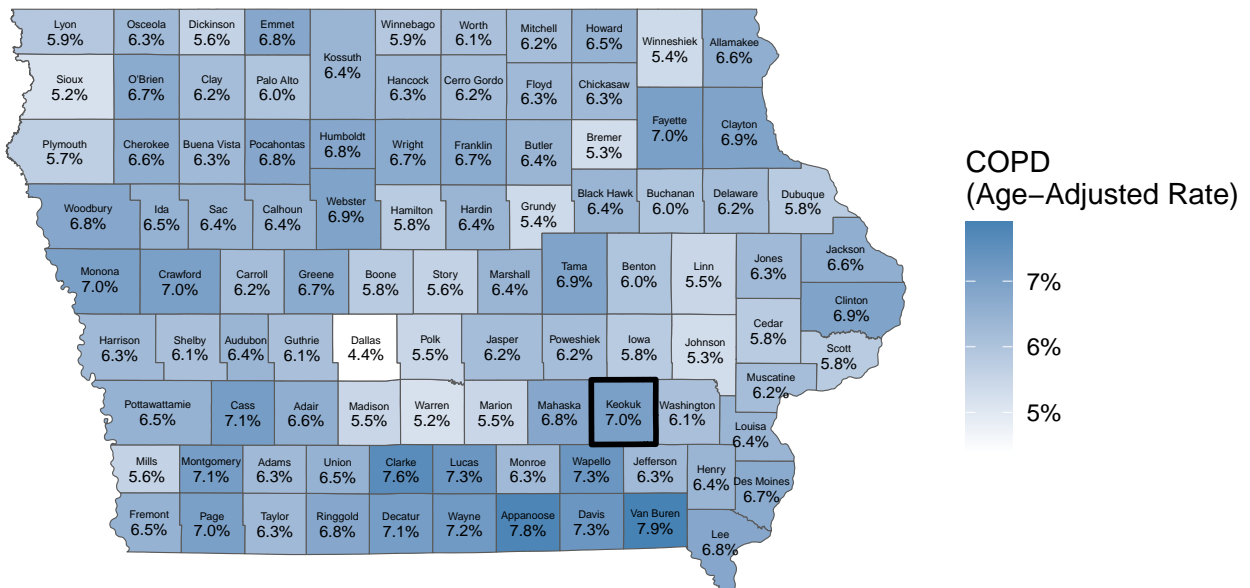 Lyon
5.9%
Osceola
6.3%
Dickinson
5.6%
Emmet
6.8%
Kossuth
6.4%
Winnebago
5.9%
Worth
6.1%
Mitchell
6.2%
Howard
6.5%
Winneshiek
5.4%
Allamakee
6.6%
Sioux
5.2%
O'Brien
6.7%
Clay
6.2%
Palo Alto
6.0%
Hancock
6.3%
Cerro Gordo
6.2%
Floyd
6.3%
Chickasaw
6.3%
Fayette
7.0%
Clayton
6.9%
Plymouth
5.7%
Cherokee
6.6%
Buena Vista
6.3%
Pocahontas
6.8%
Humboldt
6.8%
Wright
6.7%
Franklin
6.7%
Butler
6.4%
Bremer
5.3%
Woodbury
6.8%
Ida
6.5%
Sac
6.4%
Calhoun
6.4%
Webster
6.9%
Hamilton
5.8%
Hardin
6.4%
Grundy
5.4%
Black Hawk
6.4%
Buchanan
6.0%
Delaware
6.2%
Dubuque
5.8%
Monona
7.0%
Crawford
7.0%
Carroll
6.2%
Greene
6.7%
Boone
5.8%
Story
5.6%
Marshall
6.4%
Tama
6.9%
Benton
6.0%
Linn
5.5%
Jones
6.3%
Jackson
6.6%
Clinton
6.9%
Harrison
6.3%
Shelby
6.1%
Audubon
6.4%
Guthrie
6.1%
Dallas
4.4%
Polk
5.5%
Jasper
6.2%
Poweshiek
6.2%
Iowa
5.8%
Johnson
5.3%
Cedar
5.8%
Scott
5.8%
Muscatine
6.2%
Pottawattamie
6.5%
Cass
7.1%
Adair
6.6%
Madison
5.5%
Warren
5.2%
Marion
5.5%
Mahaska
6.8%
Keokuk
7.0%
Washington
6.1%
Louisa
6.4%
Mills
5.6%
Montgomery
7.1%
Adams
6.3%
Union
6.5%
Clarke
7.6%
Lucas
7.3%
Monroe
6.3%
Wapello
7.3%
Jefferson
6.3%
Henry
6.4%
Des Moines
6.7%
Fremont
6.5%
Page
7.0%
Taylor
6.3%
Ringgold
6.8%
Decatur
7.1%
Wayne
7.2%
Appanoose
7.8%
Davis
7.3%
Van Buren
7.9%
Lee
6.8%
COPD
(Age−Adjusted Rate)
7%
6%
5%